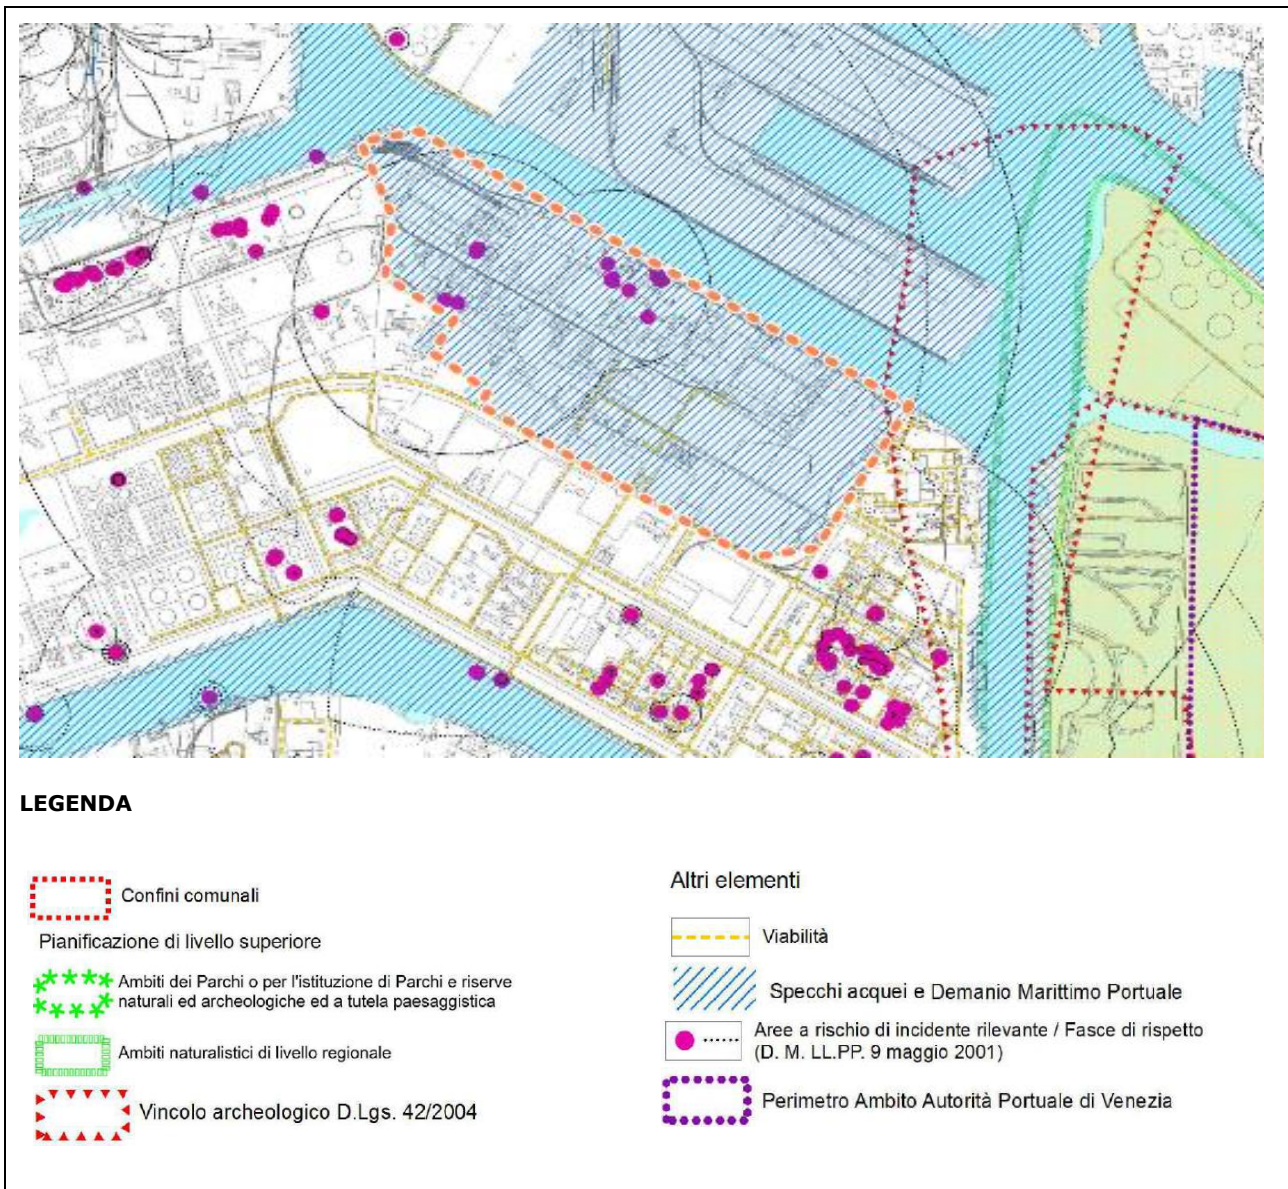 LEGENDA
Confini comunali
Pianificazione di livello superiore
Ambiti dei Parchi o per l'istituzione di Parchi e riserve
naturali ed archeologiche ed a tutela paesaggistica
Ambiti naturalistici di livello regionale
Vincolo archeologico D.Lgs. 42/2004
Altri elementi
Viabilità
Specchi acquei e Demanio Marittimo Portuale
Aree a rischio di incidente rilevante / Fasce di rispetto
(D. M. LL.PP. 9 maggio 2001)
Perimetro Ambito Autorità Portuale di Venezia